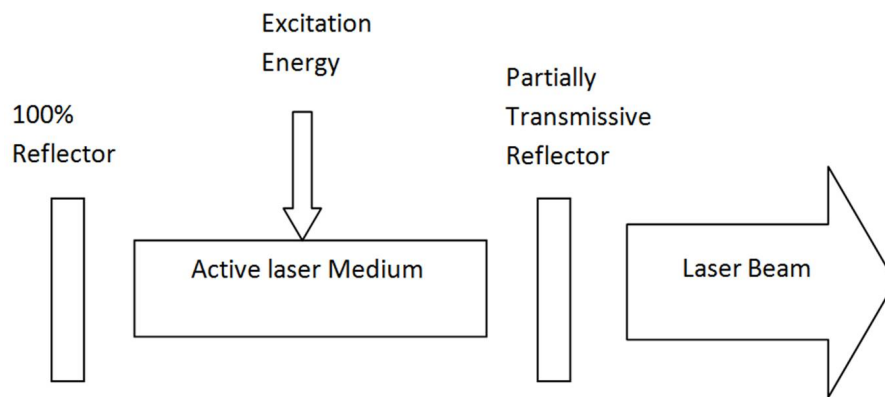 Excitation
Energy
Partially
Transmissive
Reflector
100%
Reflector
Active laser Medium
Laser Beam